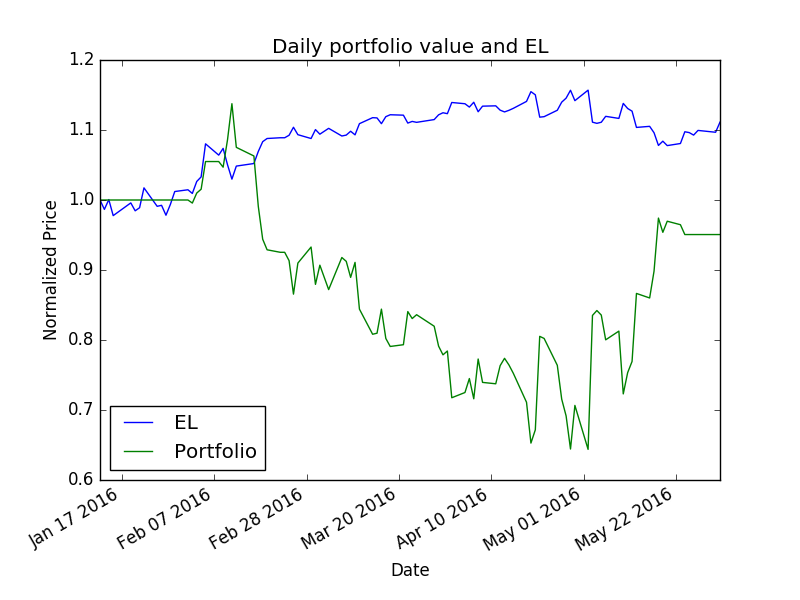 Daily portfolio value and EL
1.2
1.1
1.0
0.9
0.8
0.7
0.6
Normalized Price
EL
Portfolio
Jan 17 2016
Feb 07 2016
Feb 28 2016
Mar 20 2016
Apr 10 2016
May 01 2016
May 22 2016
Date